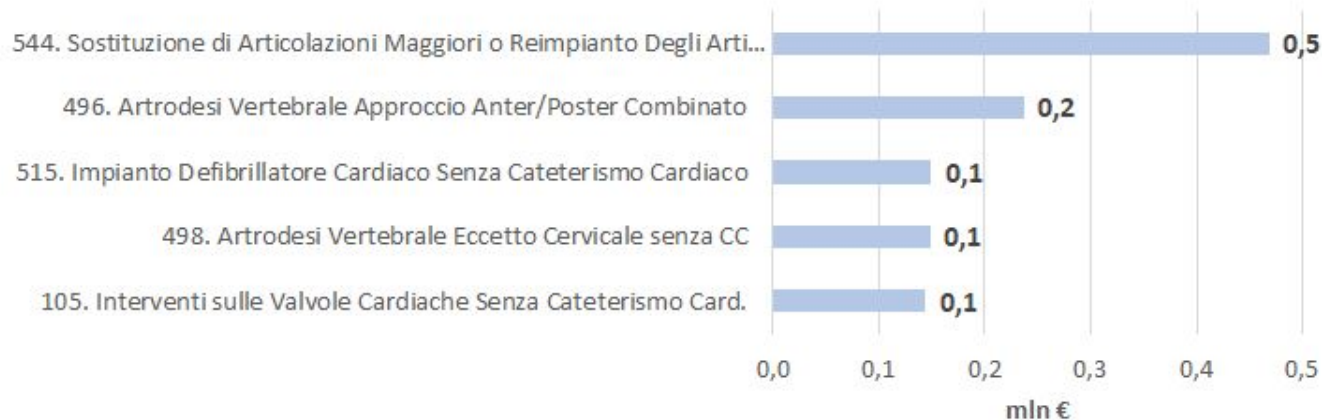 544. Sostituzione di Articolazioni Maggiori o Reimpianto Degli Arti... 0,5
496. Artrodesi Vertebrale Approccio Anter/Poster Combinato 0,2
515. Impianto Defibrillatore Cardiaco Senza Cateterismo Cardiaco 0,1
498. Artrodesi Vertebrale Eccetto Cervicale senza CC 0,1
105. Interventi sulle Valvole Cardiache Senza Cateterismo Card. 0,1
0,0 0,1 0,2 0,3 0,4 0,5
mln €